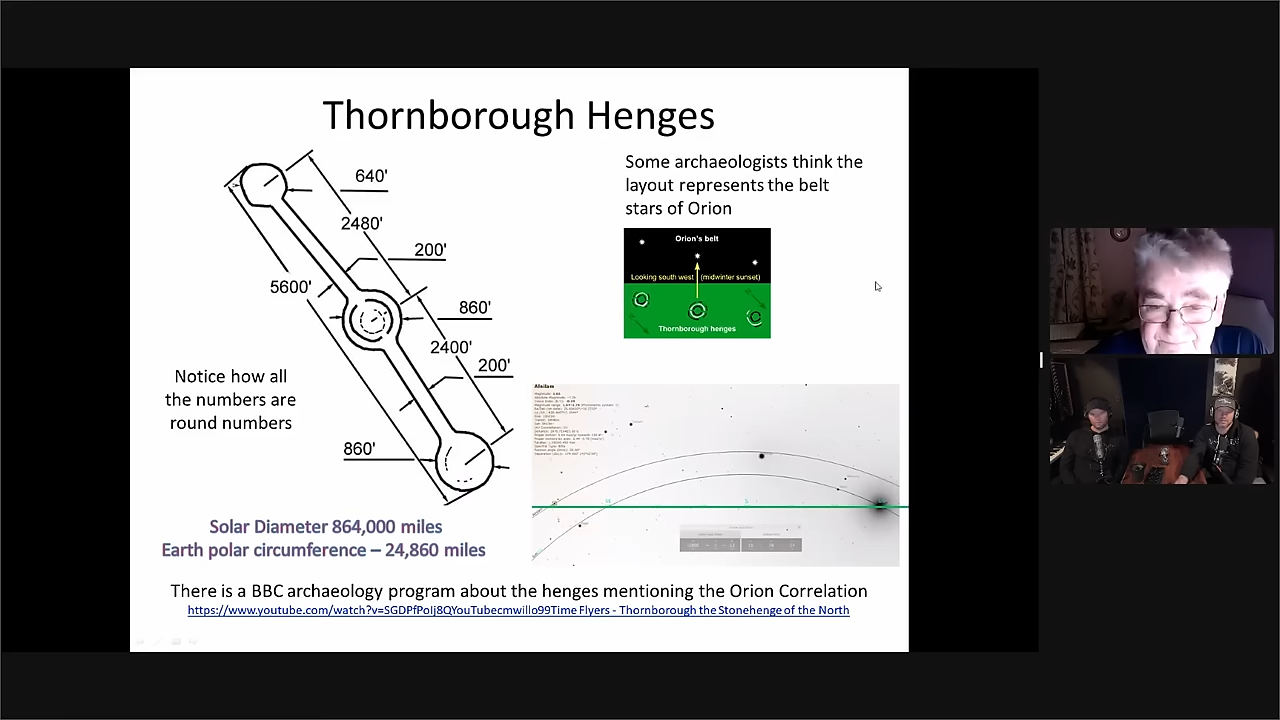 Thornborough Henges
640'
2480'
200'
5600'
860'
2400'
200'
860'
Notice how all
the numbers are
round numbers
Some archaeologists think the
layout represents the belt
stars of Orion
Orion's belt
Looking south west (midwinter sunset)
Thornborough henges
Alnilam
S
Solar Diameter 864,000 miles
Earth polar circumference – 24,860 miles
There is a BBC archaeology program about the henges mentioning the Orion Correlation
https://www.youtube.com/watch?v=SGDPfPoIj8QYouTubecmwillo99Time Flyers - Thornborough the Stonehenge of the North